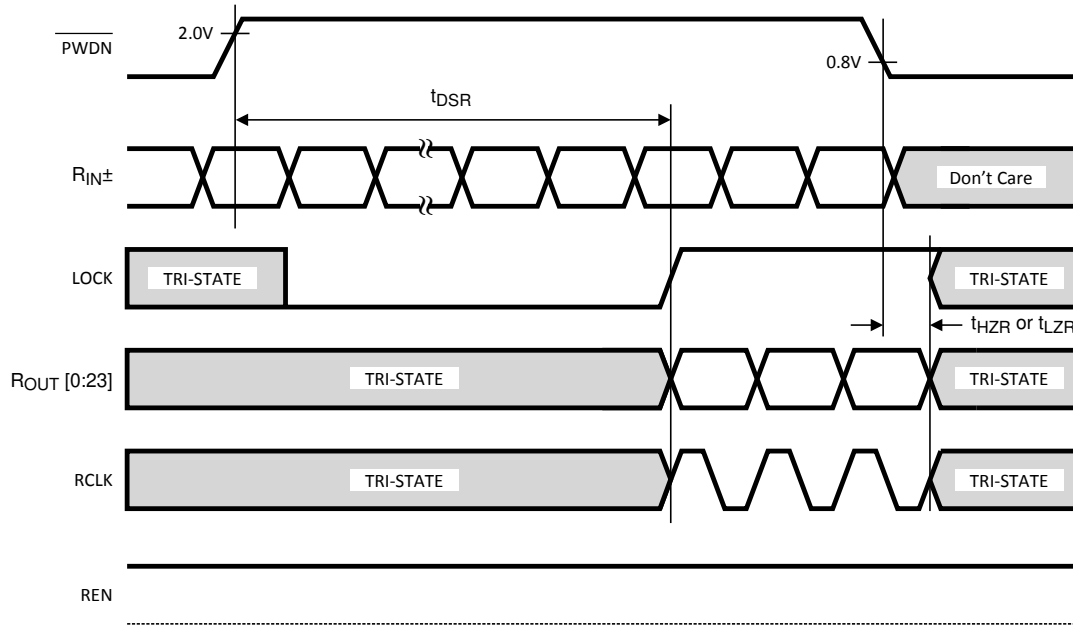 PWDN
2.0V
0.8V
tDSR
RIN±
Don't Care
LOCK
TRI-STATE
TRI-STATE
tHZR or tLZR
ROUT [0:23]
TRI-STATE
TRI-STATE
RCLK
TRI-STATE
TRI-STATE
REN